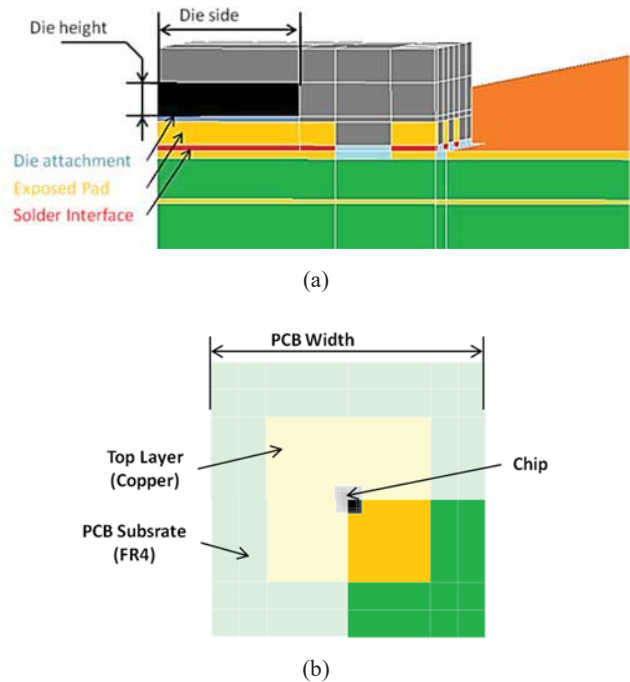 Die side
Die height
Die attachment
Exposed Pad
Solder Interface
(a)
PCB Width
Top Layer
(Copper)
Chip
PCB Subsrate
(FR4)
(b)